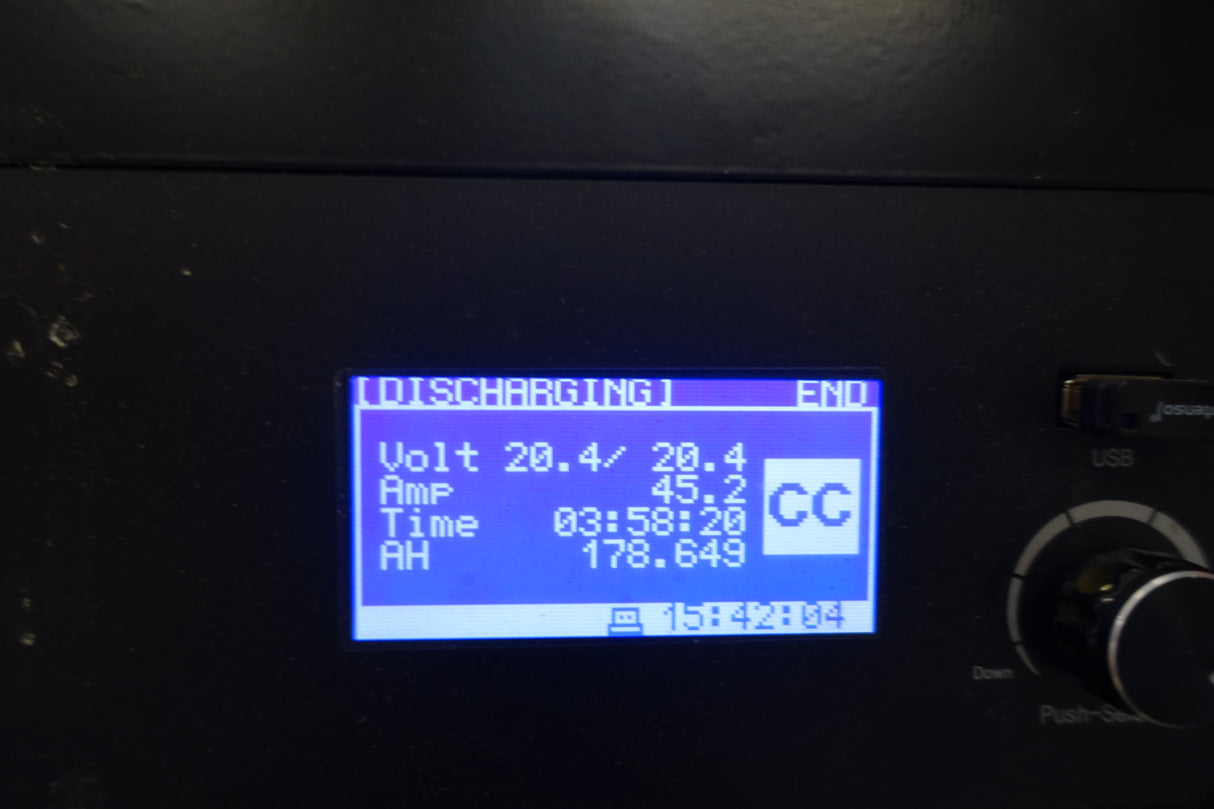 [DISCHARGING] END
Volt 20.4/ 20.4
Amp 45.2
CC
Time 03:58:20
AH 178.649
15:42:04
USB
Down